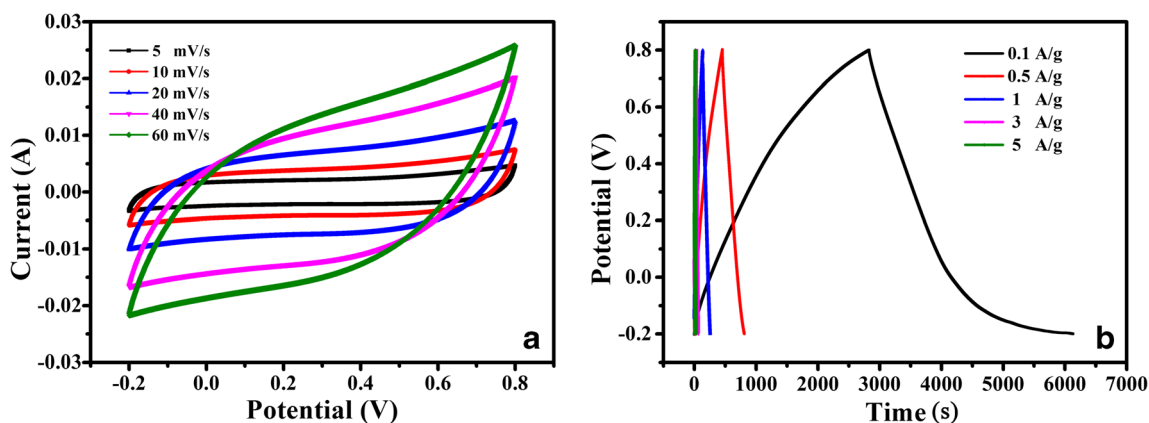 0.03
0.02
0.01
0.00
-0.01
-0.02
-0.03
Current (A)
5 mV/s
10 mV/s
20 mV/s
40 mV/s
60 mV/s
a
-0.2 0.0 0.2 0.4 0.6 0.8
Potential (V)
0.8
0.6
0.4
0.2
0.0
-0.2
Potential (V)
0.1 A/g
0.5 A/g
1 A/g
3 A/g
5 A/g
b
0 1000 2000 3000 4000 5000 6000 7000
Time (s)